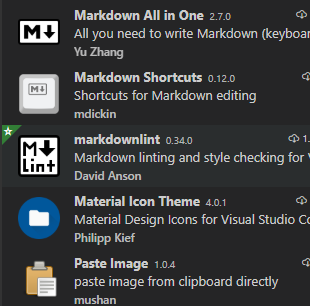 Markdown All in One 2.7.0
All you need to write Markdown (keyboar
Yu Zhang
Markdown Shortcuts 0.12.0
Shortcuts for Markdown editing
mdickin
markdownlint 0.34.0 1.
Markdown linting and style checking for V
David Anson
Material Icon Theme 4.0.1
Material Design Icons for Visual Studio Co
Philipp Kief
Paste Image 1.0.4
paste image from clipboard directly
mushan
M
M
M
Lint